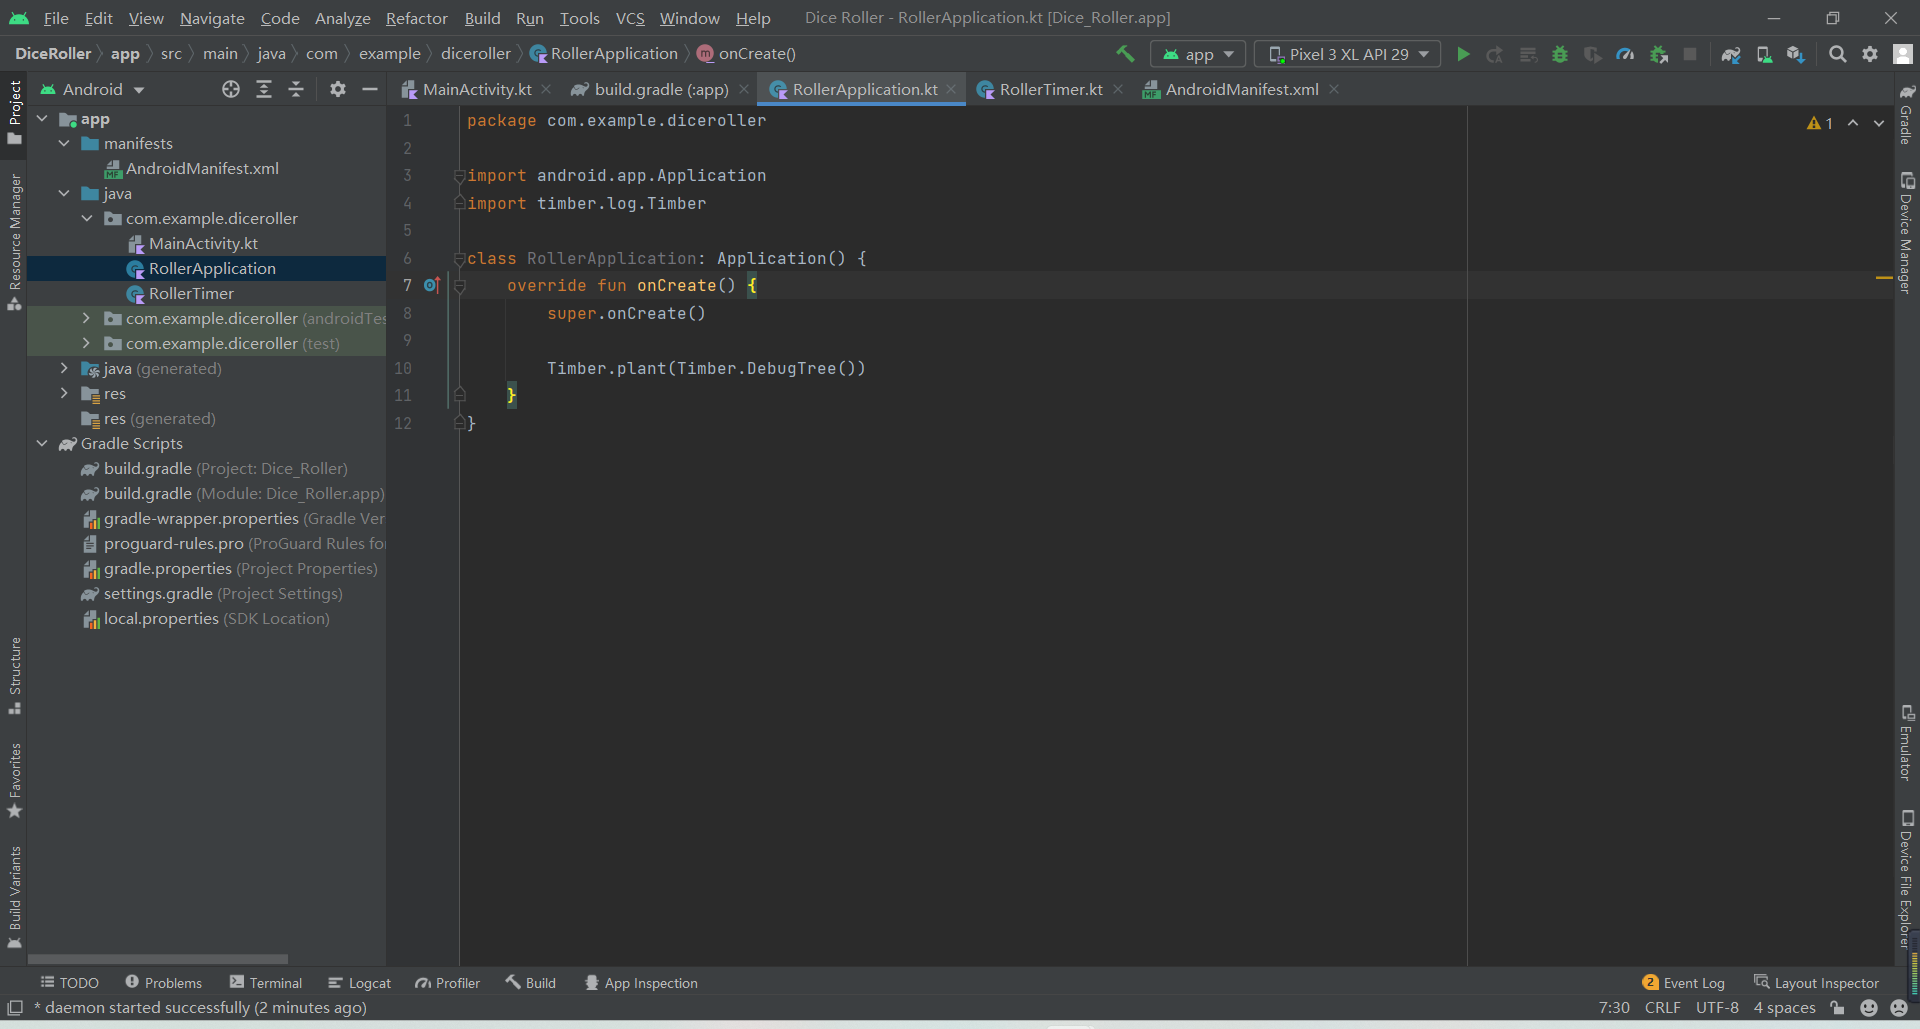 File Edit View Navigate Code Analyze Refactor Build Run Tools VCS Window Help Dice Roller - RollerApplication.kt [Dice_Roller.app]
DiceRoller app src main java com example diceroller RollerApplication onCreate() app Pixel 3 XL API 29
Android
MainActivity.kt build.gradle (:app) RollerApplication.kt RollerTimer.kt AndroidManifest.xml
Project
Resource Manager
Structure
Favorites
Build Variants
app
manifests
AndroidManifest.xml
java
com.example.diceroller
MainActivity.kt
RollerApplication
RollerTimer
com.example.diceroller (androidTes
com.example.diceroller (test)
java (generated)
res
res (generated)
Gradle Scripts
build.gradle (Project: Dice_Roller)
build.gradle (Module: Dice_Roller.app)
gradle-wrapper.properties (Gradle Ver
proguard-rules.pro (ProGuard Rules fo
gradle.properties (Project Properties)
settings.gradle (Project Settings)
local.properties (SDK Location)
1 package com.example.diceroller
2
3 import android.app.Application
4 import timber.log.Timber
5
6 class RollerApplication: Application() {
7 override fun onCreate() {
8 super.onCreate()
9
10 Timber.plant(Timber.DebugTree())
11 }
12 }
1
Gradle
Device Manager
Emulator
Device File Explorer
TODO Problems Terminal Logcat Profiler Build App Inspection 2 Event Log Layout Inspector
* daemon started successfully (2 minutes ago) 7:30 CRLF UTF-8 4 spaces